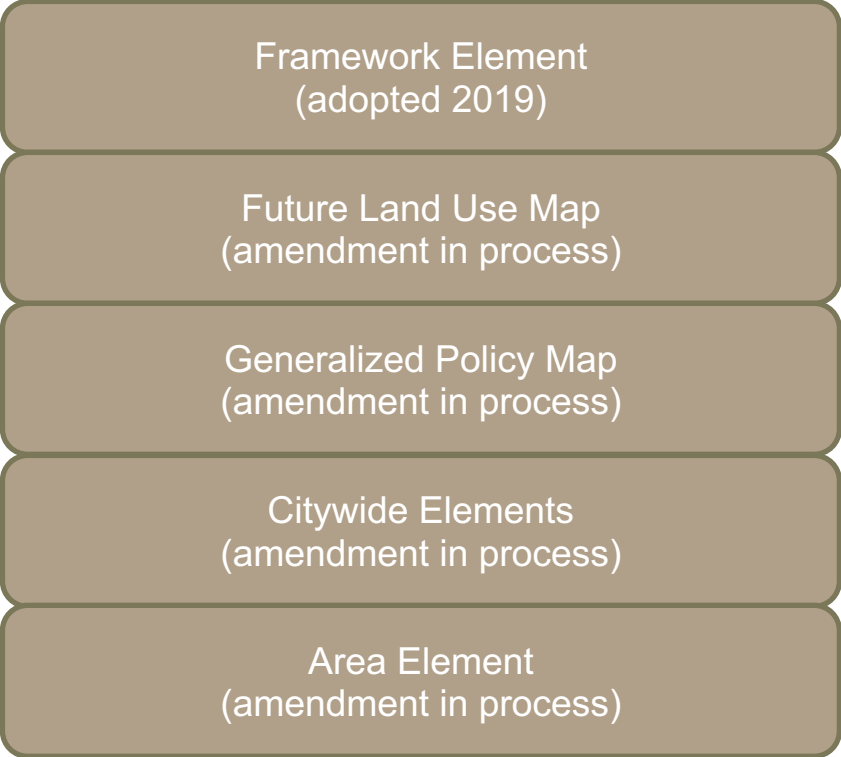 Framework Element
(adopted 2019)
Future Land Use Map
(amendment in process)
Generalized Policy Map
(amendment in process)
Citywide Elements
(amendment in process)
Area Element
(amendment in process)